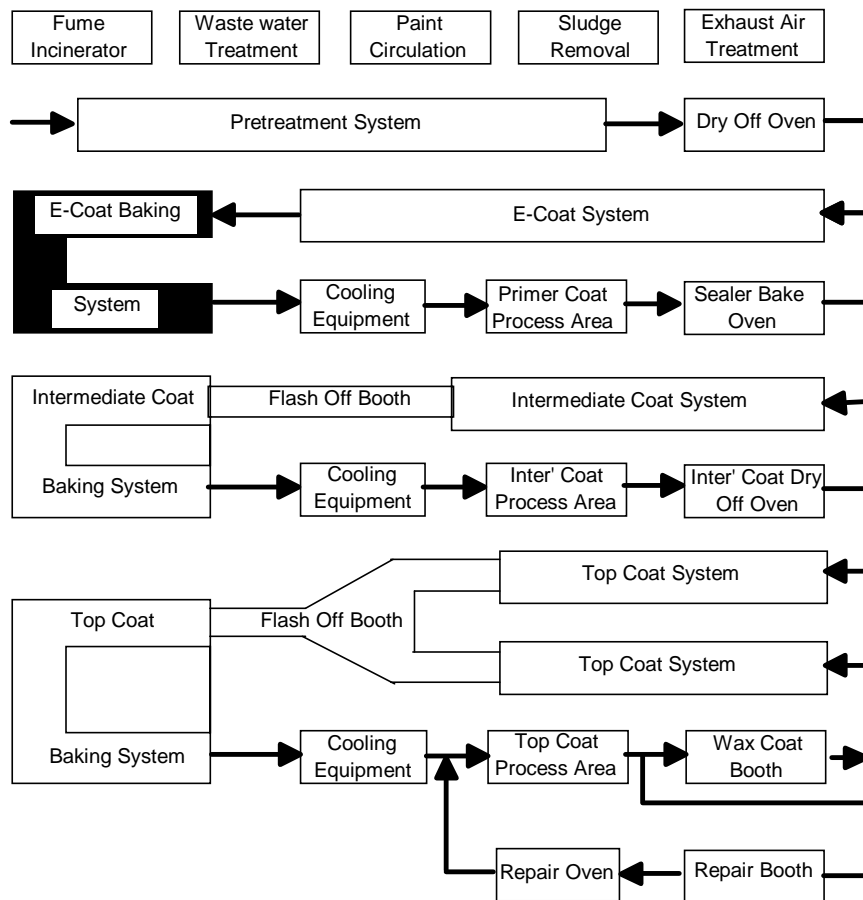 Fume
Incinerator
Waste water
Treatment
Paint
Circulation
Sludge
Removal
Exhaust Air
Treatment
Pretreatment System
Dry Off Oven
E-Coat Baking
E-Coat System
System
Cooling
Equipment
Primer Coat
Process Area
Sealer Bake
Oven
Intermediate Coat
Flash Off Booth
Intermediate Coat System
Baking System
Cooling
Equipment
Inter' Coat
Process Area
Inter' Coat Dry
Off Oven
Top Coat System
Top Coat
Flash Off Booth
Top Coat System
Baking System
Cooling
Equipment
Top Coat
Process Area
Wax Coat
Booth
Repair Oven
Repair Booth